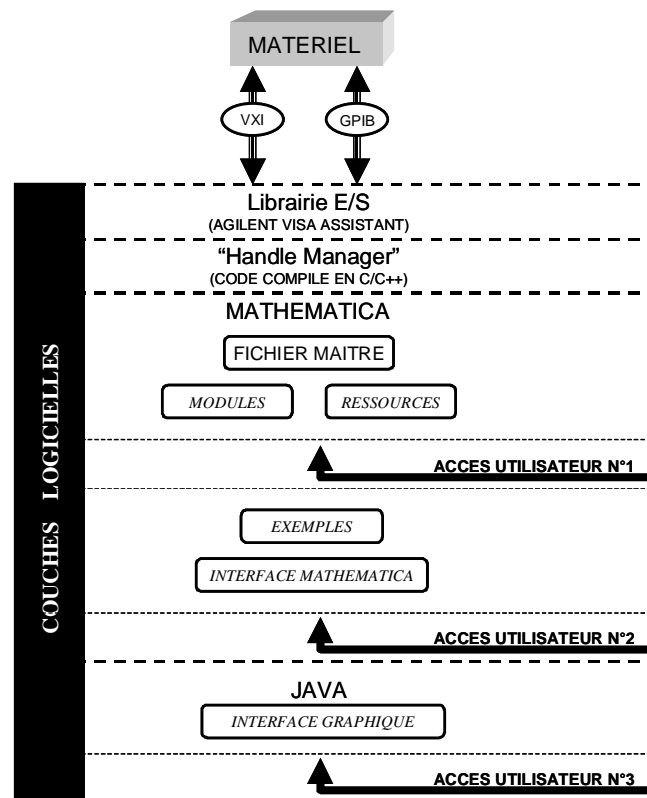 MATERIEL
VXI
GPIB
Librairie E/S
(AGILENT VISA ASSISTANT)
“Handle Manager”
(CODE COMPILE EN C/C++)
MATHEMATICA
FICHIER MAITRE
MODULES
RESSOURCES
ACCES UTILISATEUR N°1
EXEMPLES
INTERFACE MATHEMATICA
ACCES UTILISATEUR N°2
JAVA
INTERFACE GRAPHIQUE
ACCES UTILISATEUR N°3
COUCHES LOGICIELLES